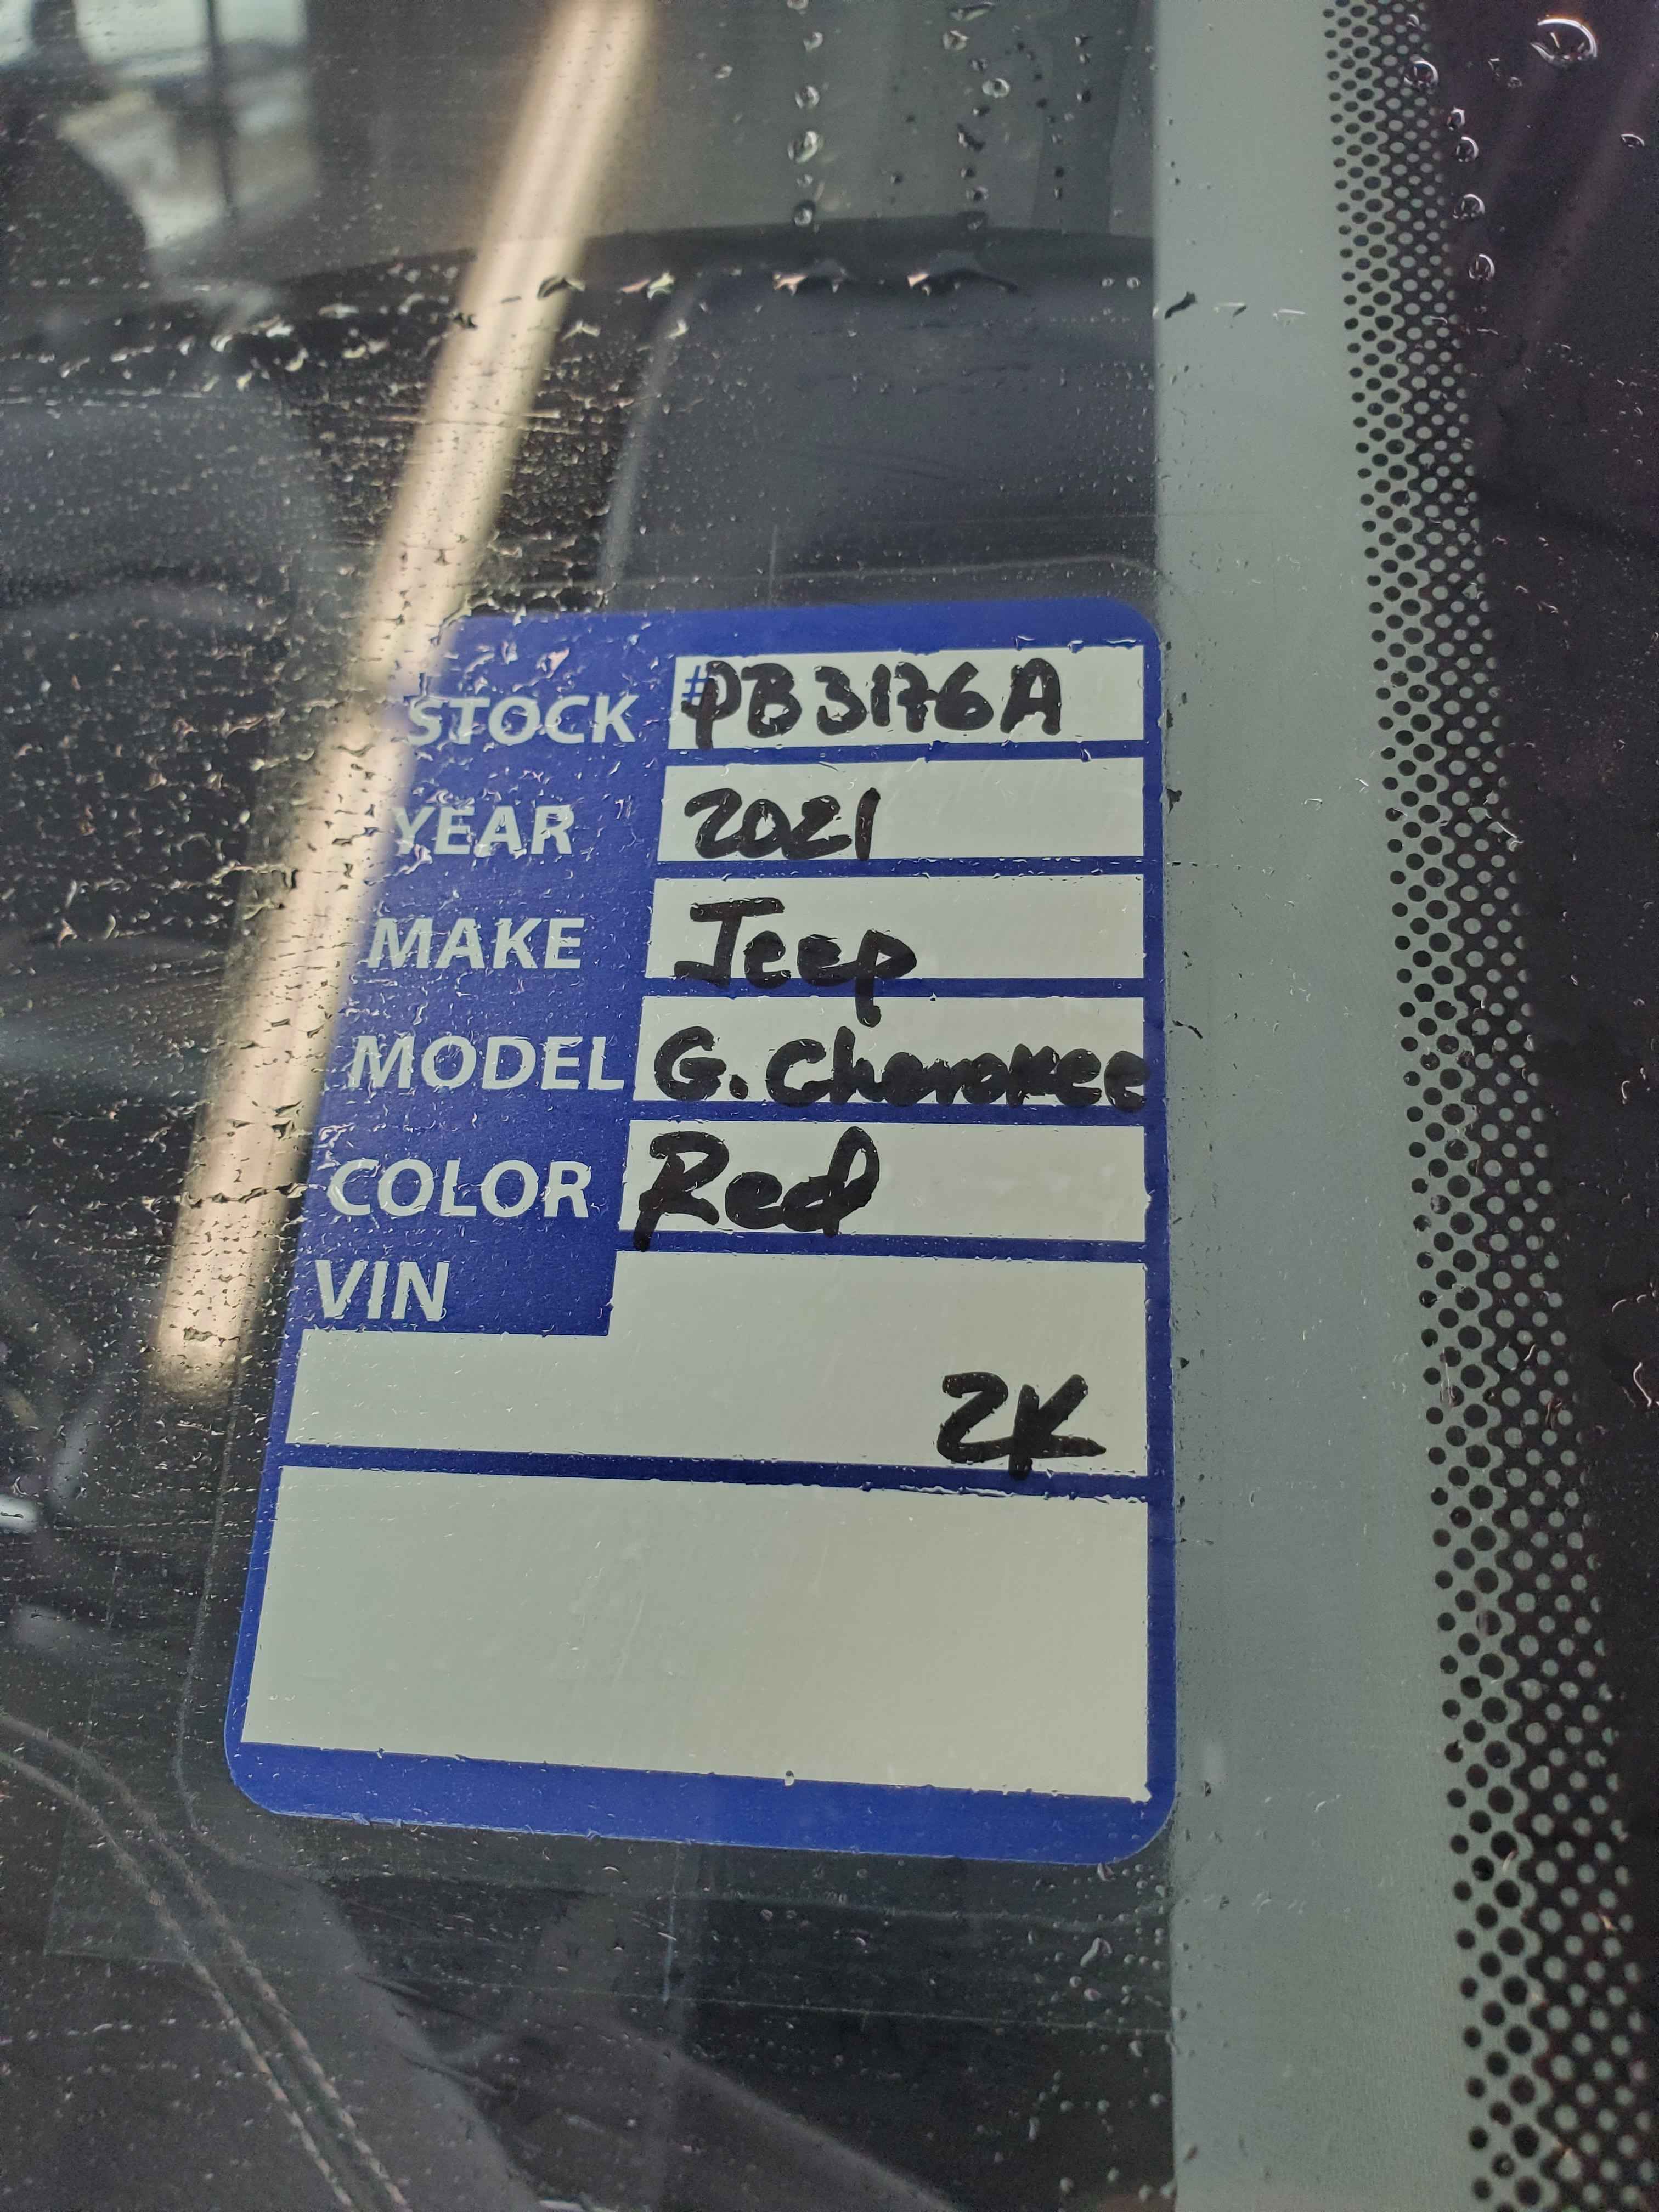 STOCK #PB3176A
YEAR 2021
MAKE Jeep
MODEL G. Cherokee
COLOR Red
VIN
2K